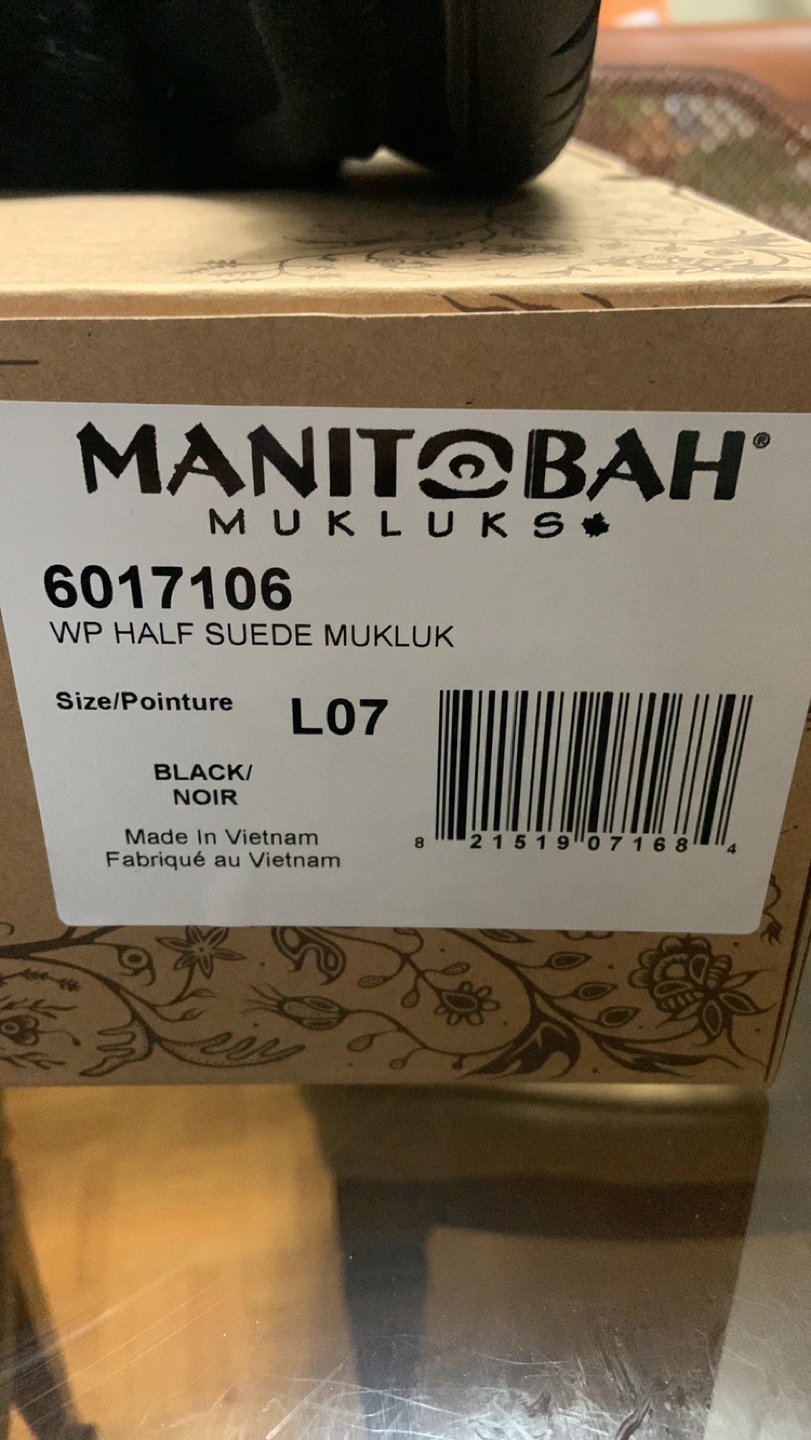 MANITOBAH®
MUKLUKS
6017106
WP HALF SUEDE MUKLUK
Size/Pointure L07
BLACK/
NOIR
Made In Vietnam
Fabriqué au Vietnam
8 21519 07168 4